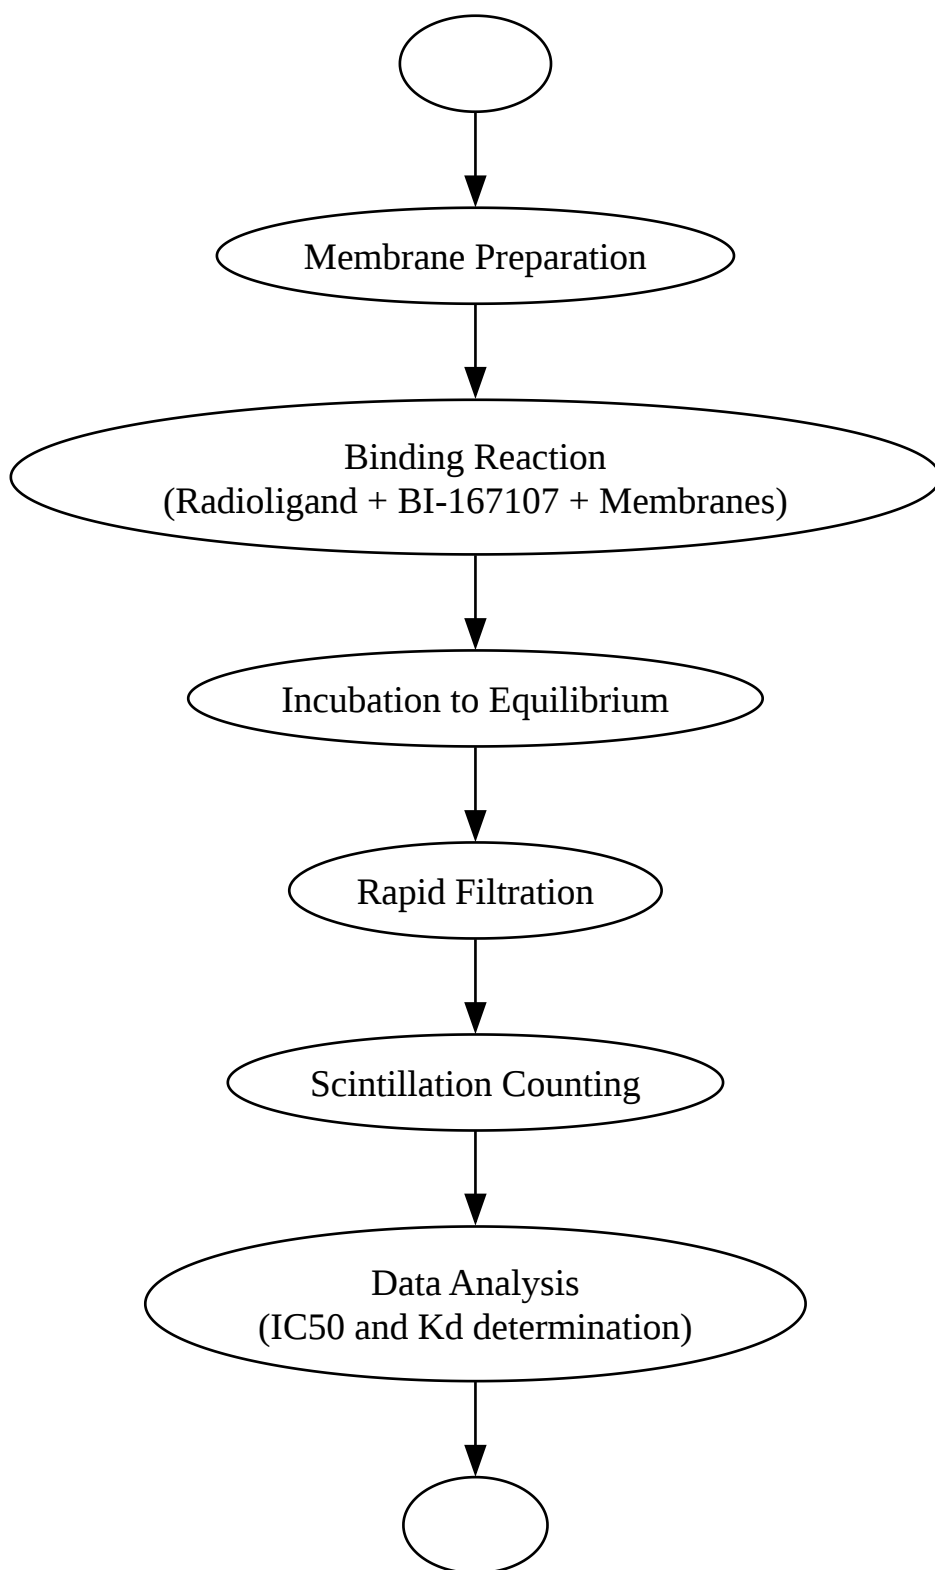 Membrane Preparation
Binding Reaction
(Radioligand + BI-167107 + Membranes)
Incubation to Equilibrium
Rapid Filtration
Scintillation Counting
Data Analysis
(IC50 and Kd determination)